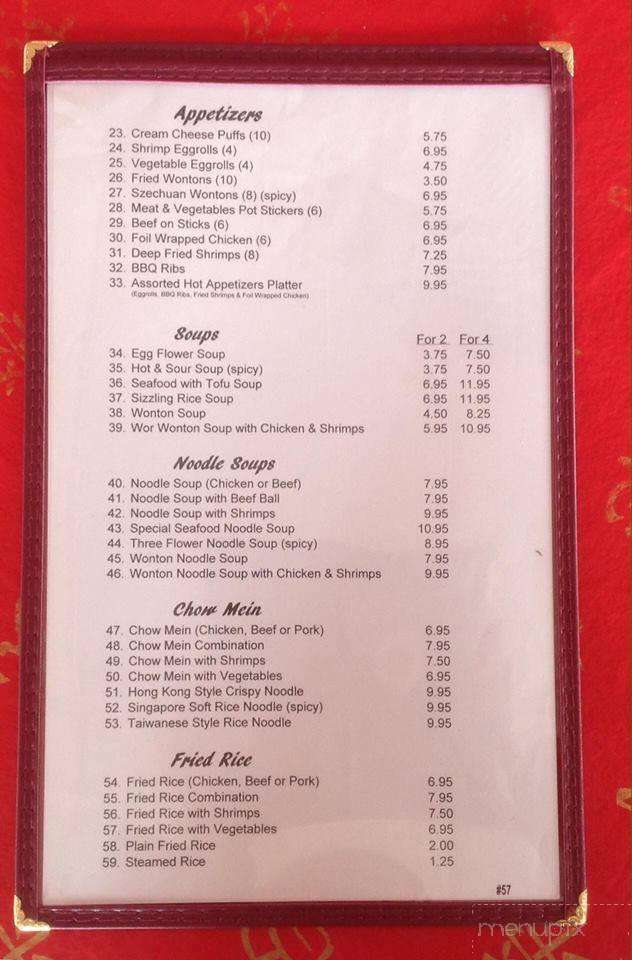 Appetizers
23. Cream Cheese Puffs (10) 5.75
24. Shrimp Eggrolls (4) 6.95
25. Vegetable Eggrolls (4) 4.75
26. Fried Wontons (10) 3.50
27. Szechuan Wontons (8) (spicy) 6.95
28. Meat & Vegetables Pot Stickers (6) 5.75
29. Beef on Sticks (6) 6.95
30. Foil Wrapped Chicken (6) 6.95
31. Deep Fried Shrimps (8) 7.25
32. BBQ Ribs 7.95
33. Assorted Hot Appetizers Platter 9.95
(Eggrolls, BBQ Ribs, Fried Shrimps & Foil Wrapped Chicken)
Soups For 2 For 4
34. Egg Flower Soup 3.75 7.50
35. Hot & Sour Soup (spicy) 3.75 7.50
36. Seafood with Tofu Soup 6.95 11.95
37. Sizzling Rice Soup 6.95 11.95
38. Wonton Soup 4.50 8.25
39. Wor Wonton Soup with Chicken & Shrimps 5.95 10.95
Noodle Soups
40. Noodle Soup (Chicken or Beef) 7.95
41. Noodle Soup with Beef Ball 7.95
42. Noodle Soup with Shrimps 9.95
43. Special Seafood Noodle Soup 10.95
44. Three Flower Noodle Soup (spicy) 8.95
45. Wonton Noodle Soup 7.95
46. Wonton Noodle Soup with Chicken & Shrimps 9.95
Chow Mein
47. Chow Mein (Chicken, Beef or Pork) 6.95
48. Chow Mein Combination 7.95
49. Chow Mein with Shrimps 7.50
50. Chow Mein with Vegetables 6.95
51. Hong Kong Style Crispy Noodle 9.95
52. Singapore Soft Rice Noodle (spicy) 9.95
53. Taiwanese Style Rice Noodle 9.95
Fried Rice
54. Fried Rice (Chicken, Beef or Pork) 6.95
55. Fried Rice Combination 7.95
56. Fried Rice with Shrimps 7.50
57. Fried Rice with Vegetables 6.95
58. Plain Fried Rice 2.00
59. Steamed Rice 1.25
#57
menupix